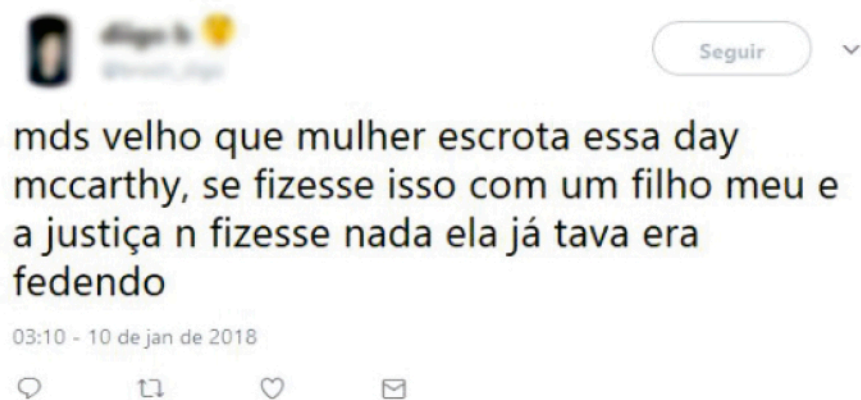 Seguir
mds velho que mulher escrota essa day
mccarthy, se fizesse isso com um filho meu e
a justiça n fizesse nada ela já tava era
fedendo
03:10 - 10 de jan de 2018